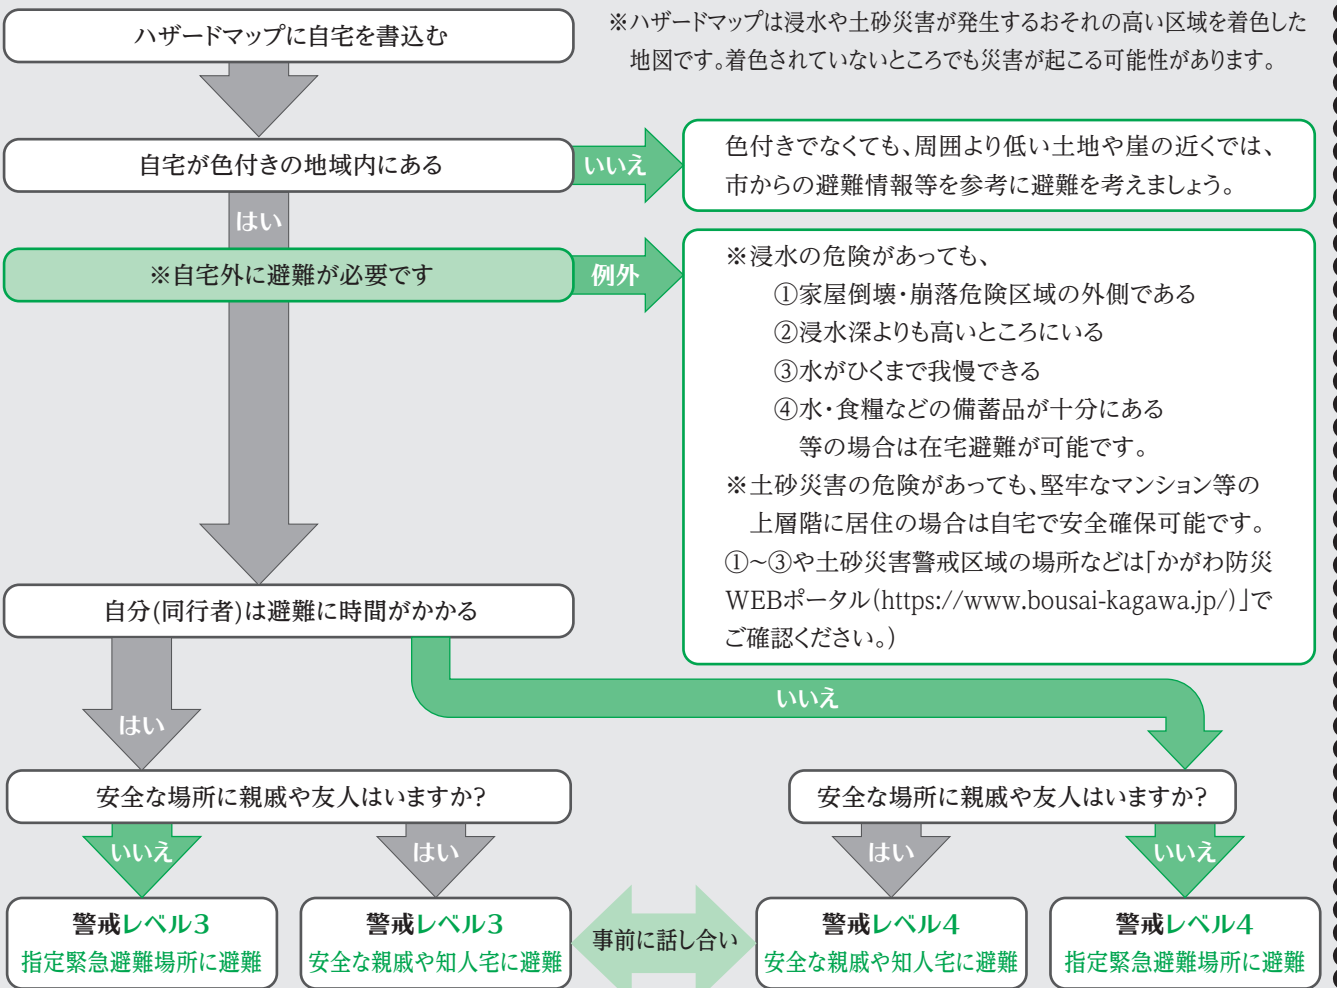 ハザードマップに自宅を書込む
※ハザードマップは浸水や土砂災害が発生するおそれの高い区域を着色した
地図です。着色されていないところでも災害が起こる可能性があります。
自宅が色付きの地域内にある
いいえ
色付きでなくても、周囲より低い土地や崖の近くでは、
市からの避難情報等を参考に避難を考えましょう。
はい
※自宅外に避難が必要です
例外
※浸水の危険があっても、
①家屋倒壊・崩落危険区域の外側である
②浸水深よりも高いところにいる
③水がひくまで我慢できる
④水・食糧などの備蓄品が十分にある
等の場合は在宅避難が可能です。
※土砂災害の危険があっても、堅牢なマンション等の
上層階に居住の場合は自宅で安全確保可能です。
①~③や土砂災害警戒区域の場所などは「かがわ防災
WEBポータル(https://www.bousai-kagawa.jp/)」で
ご確認ください。)
自分(同行者)は避難に時間がかかる
はい
いいえ
安全な場所に親戚や友人はいますか?
安全な場所に親戚や友人はいますか?
いいえ
はい
はい
いいえ
警戒レベル3
指定緊急避難場所に避難
警戒レベル3
安全な親戚や知人宅に避難
事前に話し合い
警戒レベル4
安全な親戚や知人宅に避難
警戒レベル4
指定緊急避難場所に避難